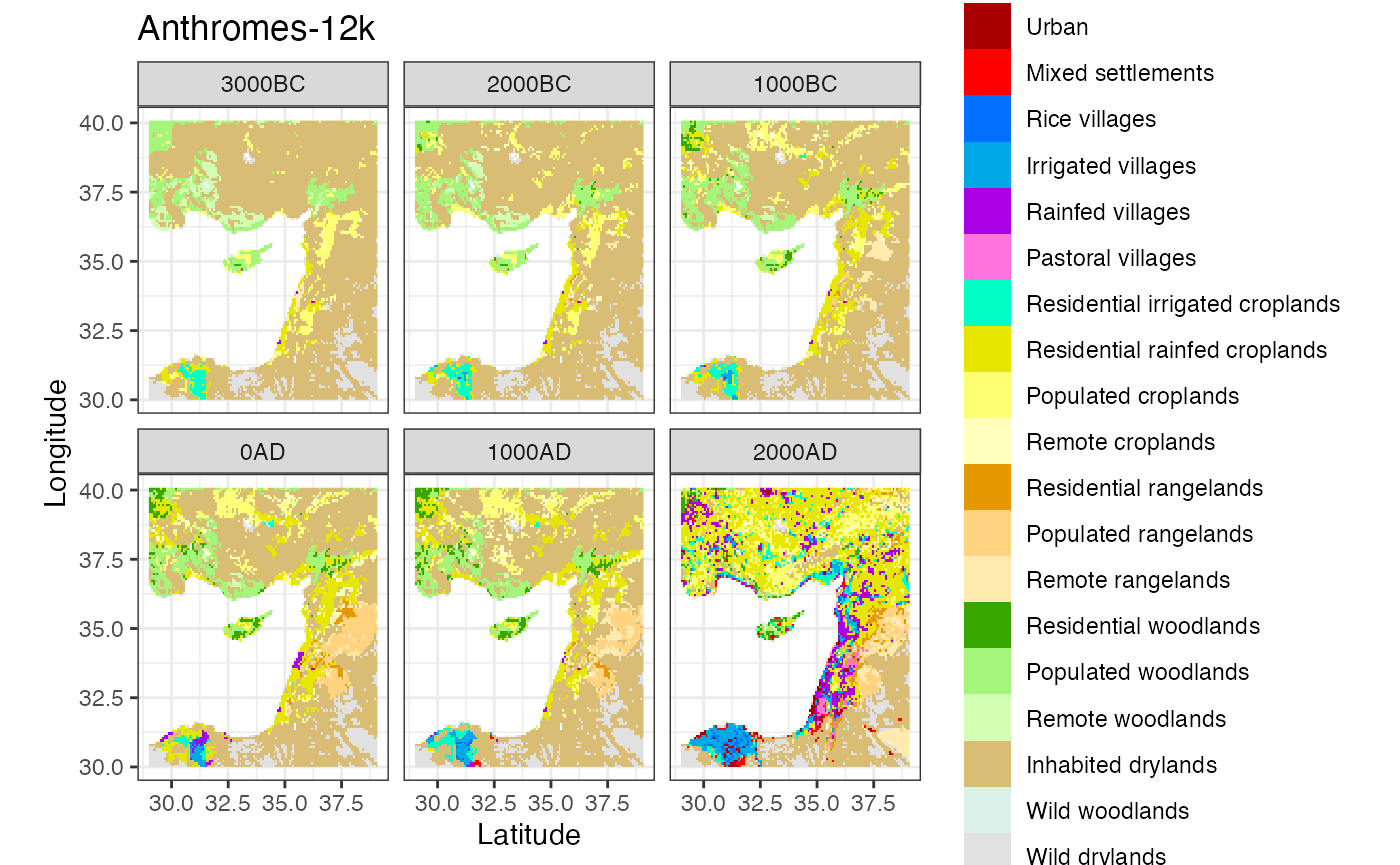 Anthromes-12k
3000BC
2000BC
1000BC
40.0
37.5
35.0
32.5
30.0
0AD
1000AD
2000AD
40.0
37.5
35.0
32.5
30.0
30.0 32.5 35.0 37.5
30.0 32.5 35.0 37.5
30.0 32.5 35.0 37.5
Longitude
Latitude
Urban
Mixed settlements
Rice villages
Irrigated villages
Rainfed villages
Pastoral villages
Residential irrigated croplands
Residential rainfed croplands
Populated croplands
Remote croplands
Residential rangelands
Populated rangelands
Remote rangelands
Residential woodlands
Populated woodlands
Remote woodlands
Inhabited drylands
Wild woodlands
Wild drylands